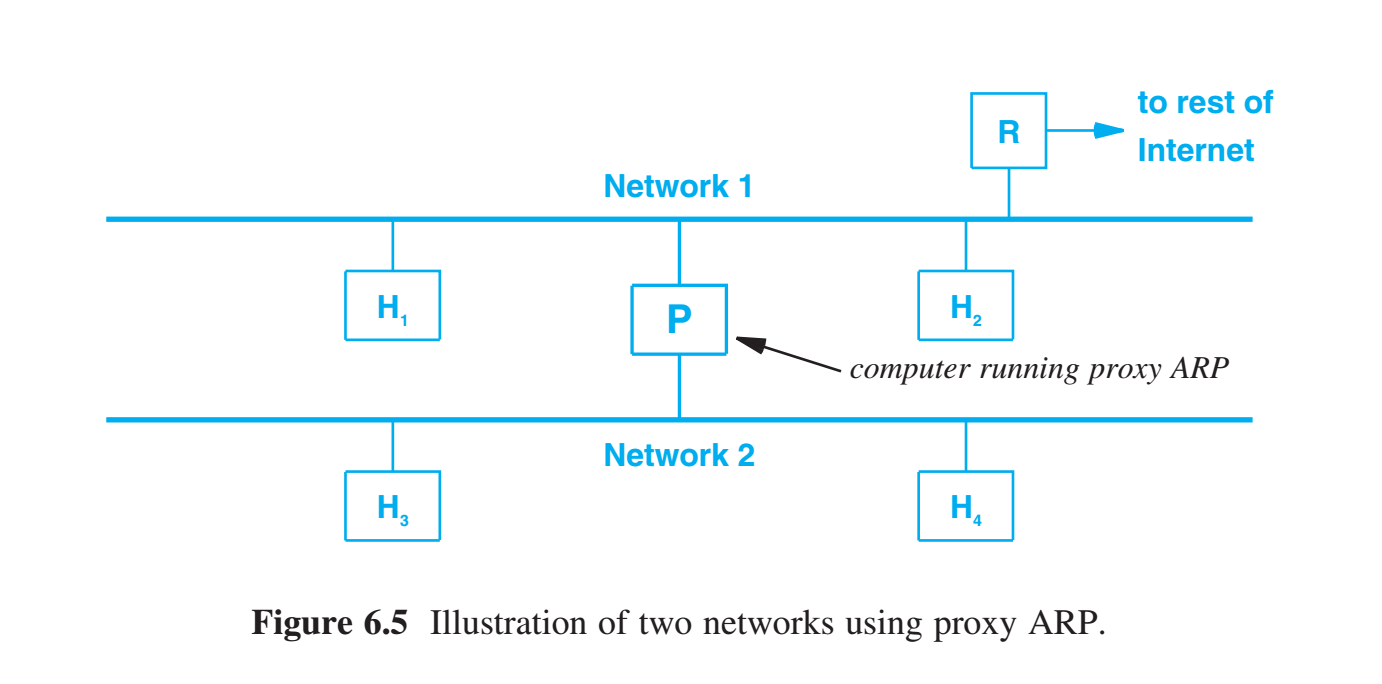 to rest of
R
Internet
Network 1
H1
P
H2
computer running proxy ARP
Network 2
H3
H4
Figure 6.5 Illustration of two networks using proxy ARP.